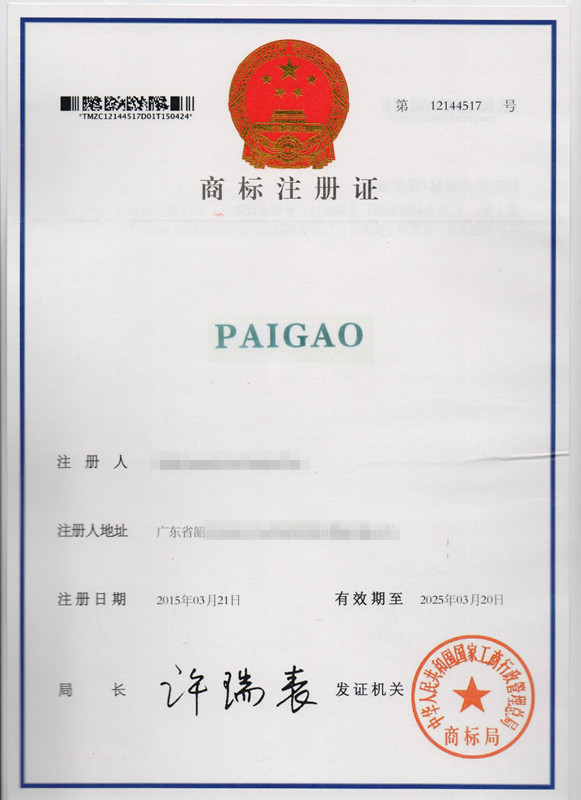 *TMZC12144517D01T150424*
第 12144517 号
商标注册证
PAIGAO
注册人
注册人地址 广东省韶
注册日期 2015年03月21日 有效期至 2025年03月20日
局长 许瑞表 发证机关
中华人民共和国国家工商行政管理总局
商标局